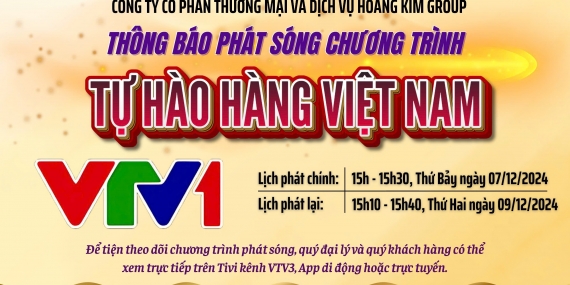 CÔNG TY CỔ PHẦN THƯƠNG MẠI VÀ DỊCH VỤ HOÀNG KIM GROUP
THÔNG BÁO PHÁT SÓNG CHƯƠNG TRÌNH
TỰ HÀO HÀNG VIỆT NAM
VTV1
Lịch phát chính: 15h - 15h30, Thứ Bảy ngày 07/12/2024
Lịch phát lại: 15h10 - 15h40, Thứ Hai ngày 09/12/2024
Để tiện theo dõi chương trình phát sóng, quý đại lý và quý khách hàng có thể
xem trực tiếp trên Tivi kênh VTV3, App di động hoặc trực tuyến.